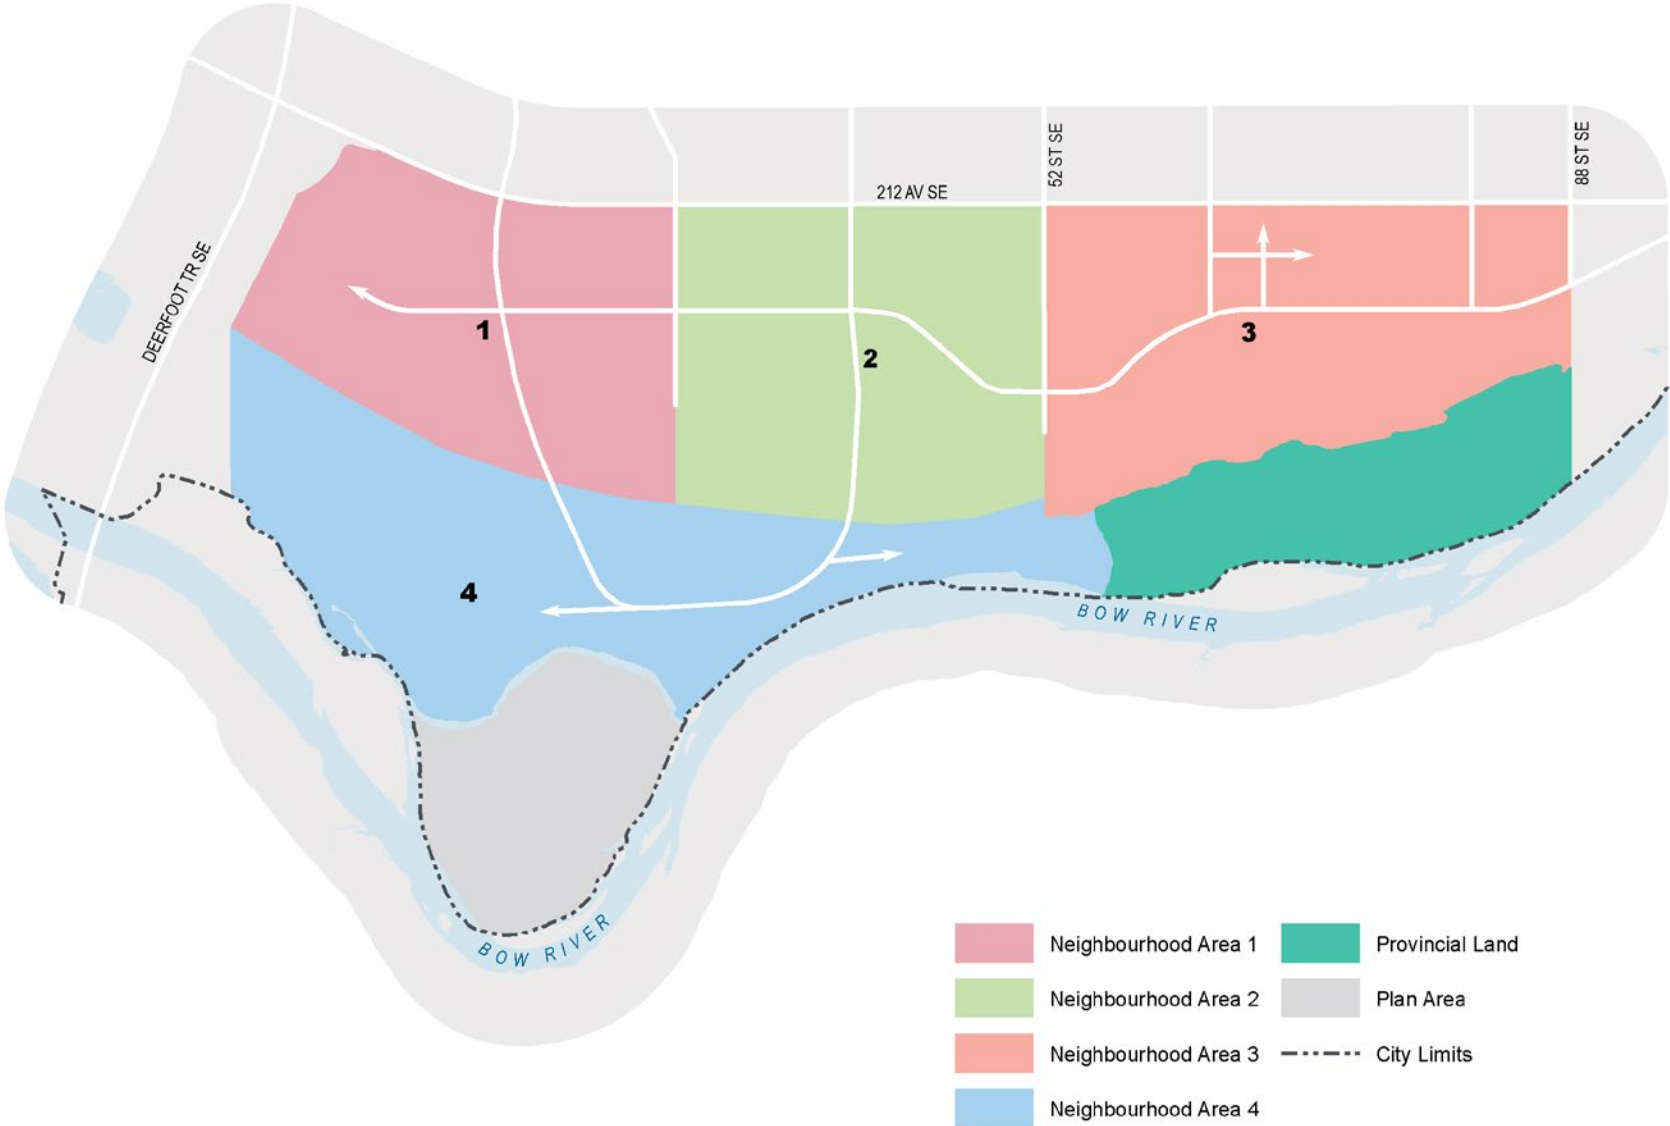 52 ST SE
88 ST SE
212 AV SE
DEERFOOT TR SE
1
2
3
4
BOW RIVER
BOW RIVER
Neighbourhood Area 1
Neighbourhood Area 2
Neighbourhood Area 3
Neighbourhood Area 4
Provincial Land
Plan Area
City Limits